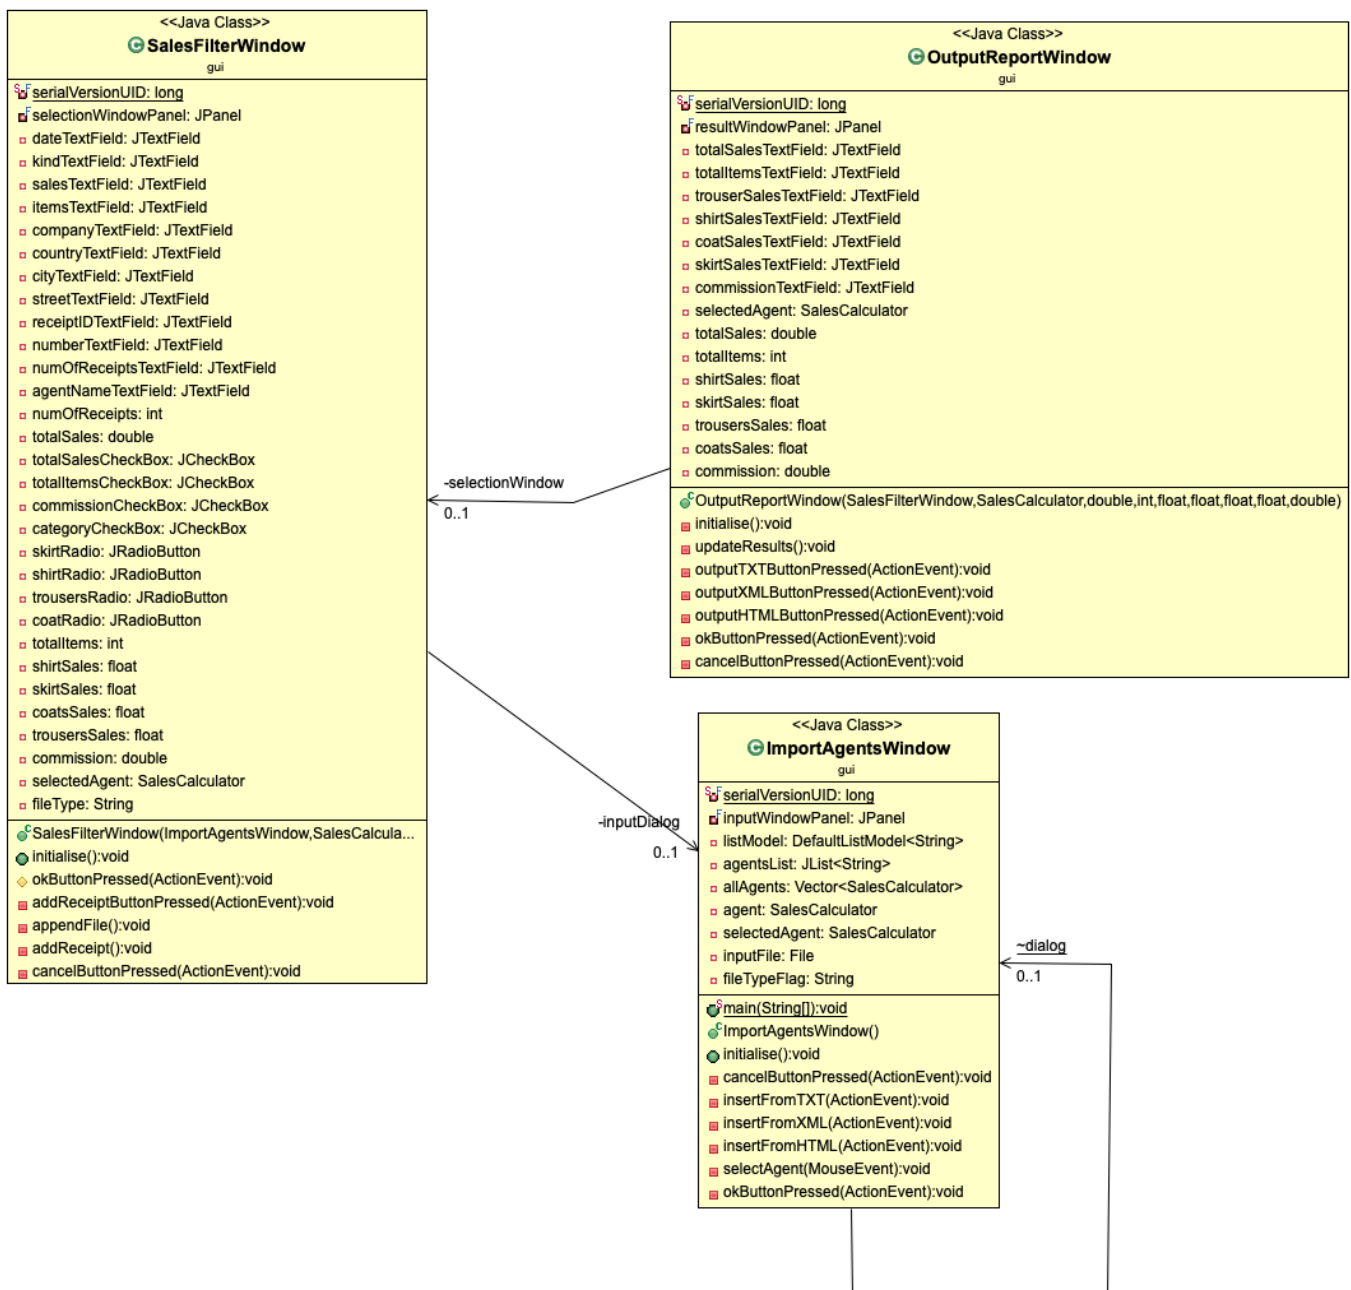 <<Java Class>>
SalesFilterWindow
gui
serialVersionUID: long
selectionWindowPanel: JPanel
dateTextField: JTextField
kindTextField: JTextField
salesTextField: JTextField
itemsTextField: JTextField
companyTextField: JTextField
countryTextField: JTextField
cityTextField: JTextField
streetTextField: JTextField
receiptIDTextField: JTextField
numberTextField: JTextField
numOfReceiptsTextField: JTextField
agentNameTextField: JTextField
numOfReceipts: int
totalSales: double
totalSalesCheckBox: JCheckBox
totalItemsCheckBox: JCheckBox
commissionCheckBox: JCheckBox
categoryCheckBox: JCheckBox
skirtRadio: JRadioButton
shirtRadio: JRadioButton
trousersRadio: JRadioButton
coatRadio: JRadioButton
totalItems: int
shirtSales: float
skirtSales: float
coatsSales: float
trousersSales: float
commission: double
selectedAgent: SalesCalculator
fileType: String
SalesFilterWindow(ImportAgentsWindow,SalesCalcula...
initialise():void
okButtonPressed(ActionEvent):void
addReceiptButtonPressed(ActionEvent):void
appendFile():void
addReceipt():void
cancelButtonPressed(ActionEvent):void
-selectionWindow
0..1
<<Java Class>>
OutputReportWindow
gui
serialVersionUID: long
resultWindowPanel: JPanel
totalSalesTextField: JTextField
totalItemsTextField: JTextField
trouserSalesTextField: JTextField
shirtSalesTextField: JTextField
coatSalesTextField: JTextField
skirtSalesTextField: JTextField
commissionTextField: JTextField
selectedAgent: SalesCalculator
totalSales: double
totalItems: int
shirtSales: float
skirtSales: float
trousersSales: float
coatsSales: float
commission: double
OutputReportWindow(SalesFilterWindow,SalesCalculator,double,int,float,float,float,float,double)
initialise():void
updateResults():void
outputTXTButtonPressed(ActionEvent):void
outputXMLButtonPressed(ActionEvent):void
outputHTMLButtonPressed(ActionEvent):void
okButtonPressed(ActionEvent):void
cancelButtonPressed(ActionEvent):void
-inputDialog
0..1
<<Java Class>>
ImportAgentsWindow
gui
serialVersionUID: long
inputWindowPanel: JPanel
listModel: DefaultListModel<String>
agentsList: JList<String>
allAgents: Vector<SalesCalculator>
agent: SalesCalculator
selectedAgent: SalesCalculator
inputFile: File
fileTypeFlag: String
main(String[]):void
ImportAgentsWindow()
initialise():void
cancelButtonPressed(ActionEvent):void
insertFromTXT(ActionEvent):void
insertFromXML(ActionEvent):void
insertFromHTML(ActionEvent):void
selectAgent(MouseEvent):void
okButtonPressed(ActionEvent):void
~dialog
0..1